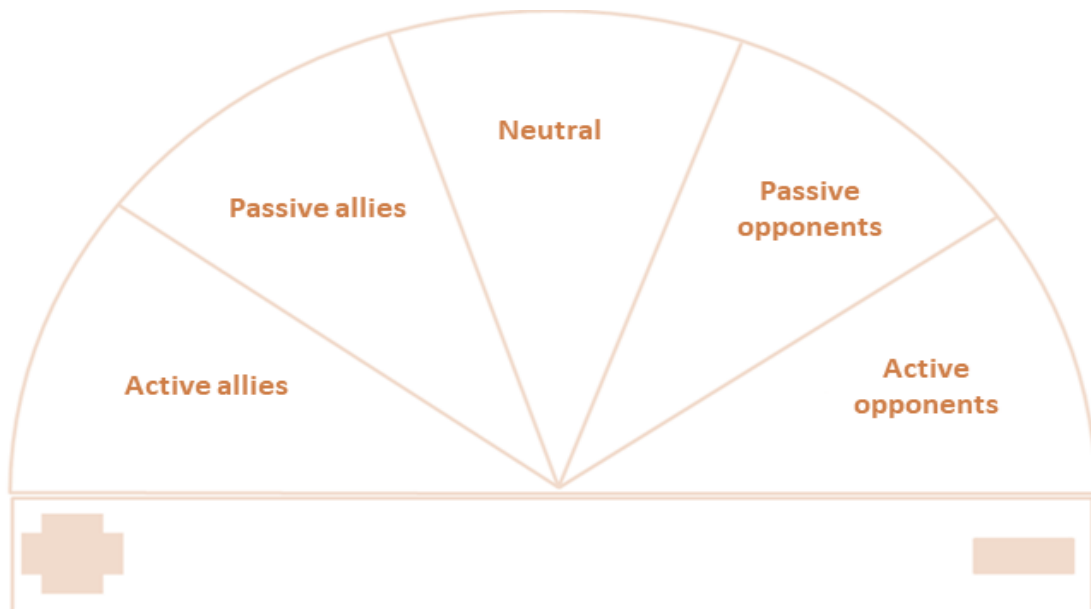 Neutral
Passive allies
Passive
opponents
Active allies
Active
opponents